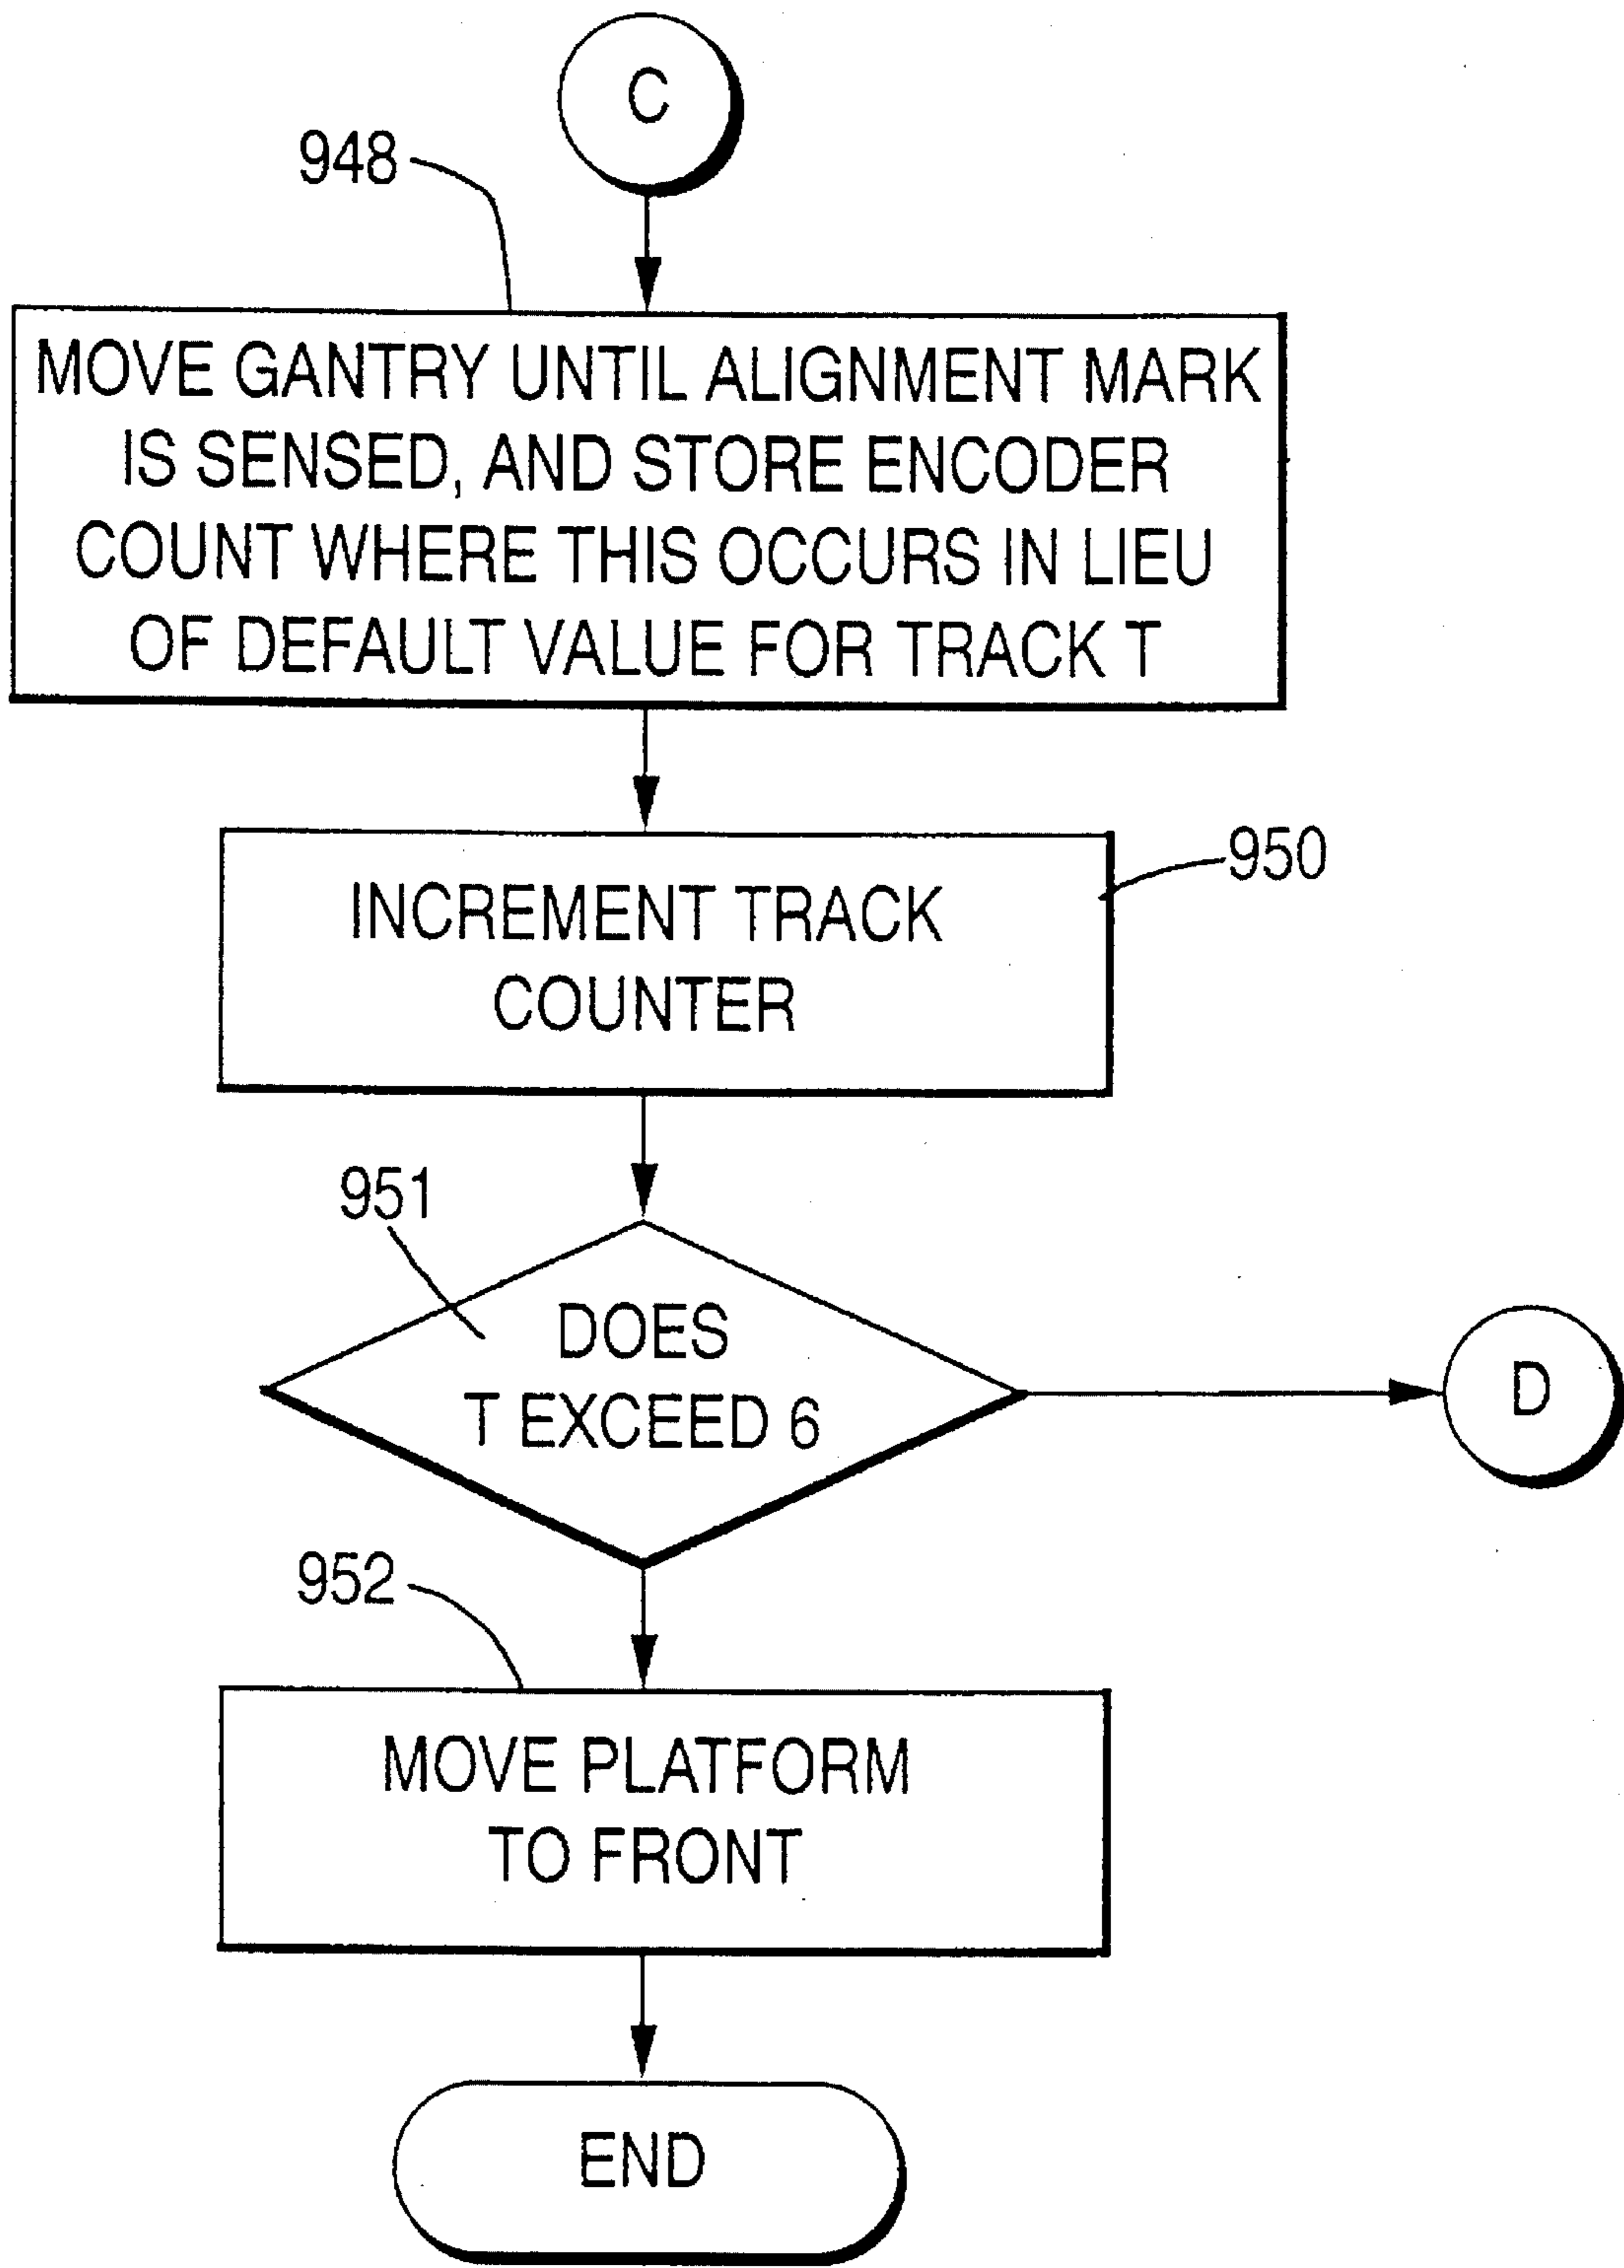 C
948
MOVE GANTRY UNTIL ALIGNMENT MARK
IS SENSED, AND STORE ENCODER
COUNT WHERE THIS OCCURS IN LIEU
OF DEFAULT VALUE FOR TRACK T
950
INCREMENT TRACK
COUNTER
951
DOES
T EXCEED 6
D
952
MOVE PLATFORM
TO FRONT
END